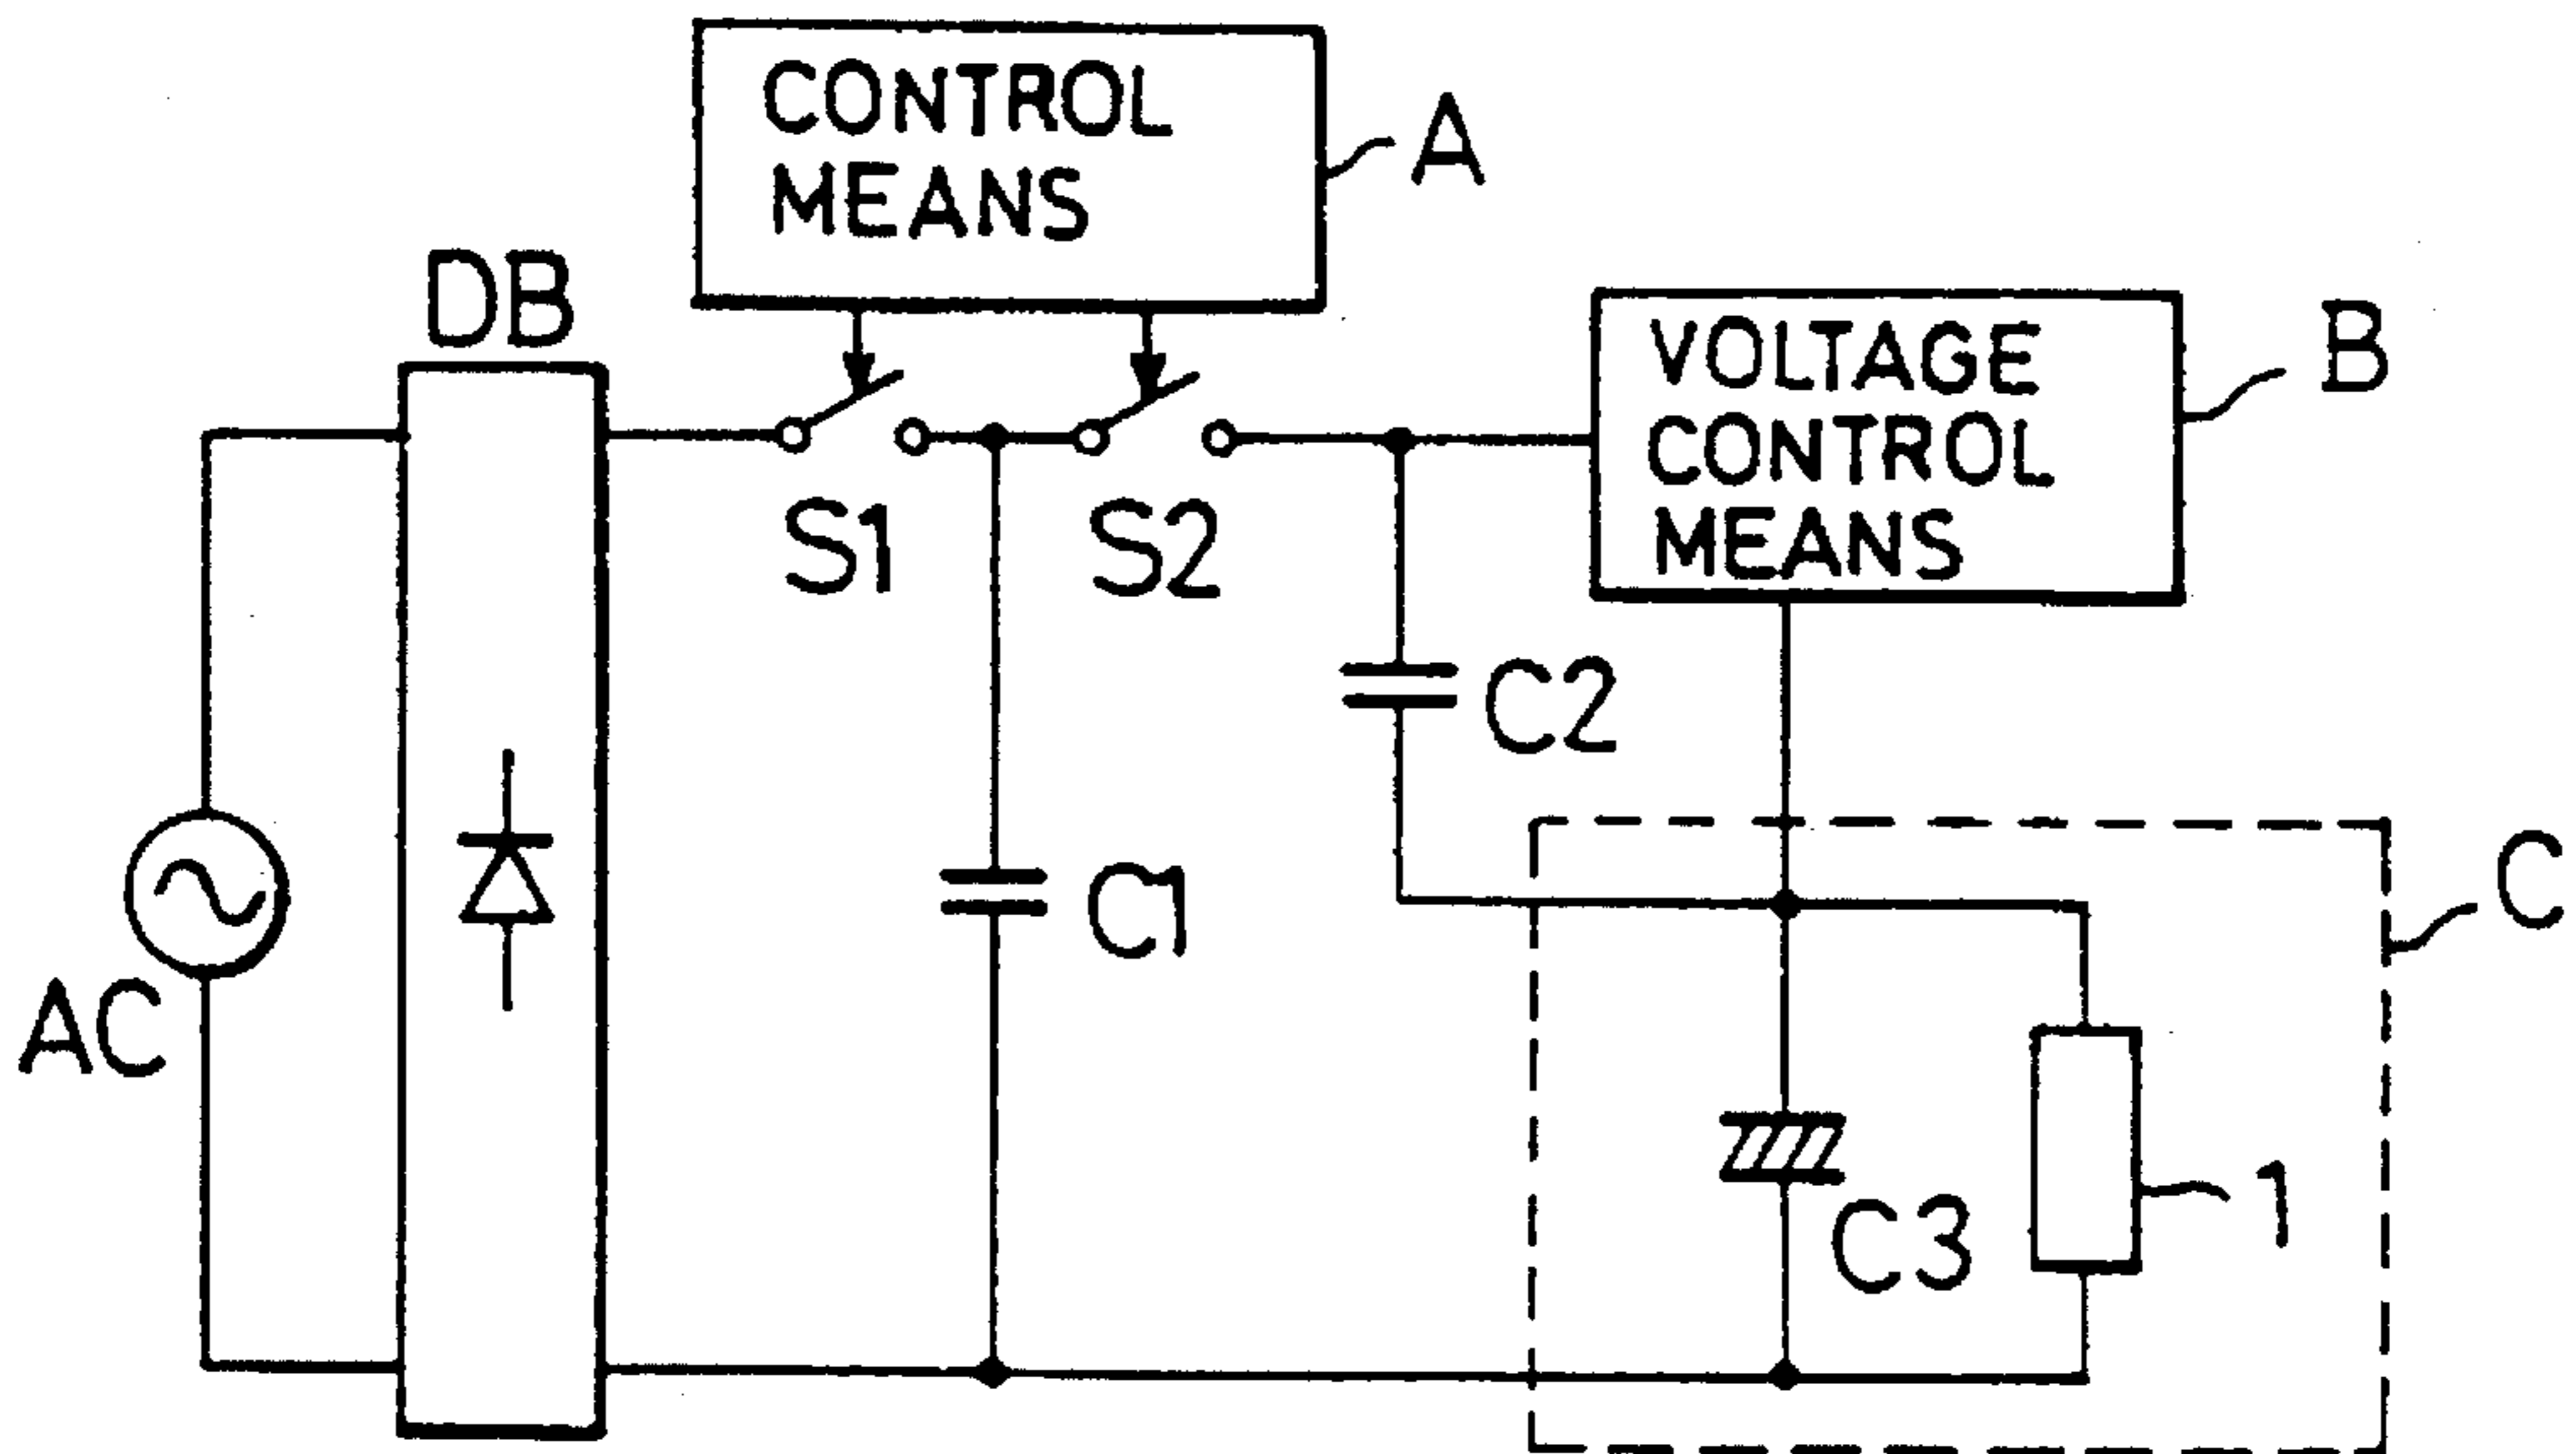 CONTROL
MEANS
A
DB
VOLTAGE
CONTROL
MEANS
B
S1
S2
C2
C1
C
AC
C3
1